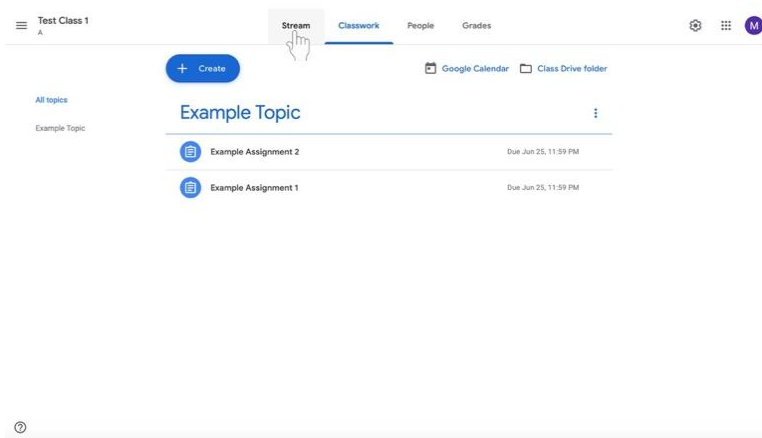 Test Class 1
A
Stream
Classwork
People
Grades
M
Create
Google Calendar
Class Drive folder
All topics
Example Topic
Example Topic
Example Assignment 2
Due Jun 25, 11:59 PM
Example Assignment 1
Due Jun 25, 11:59 PM